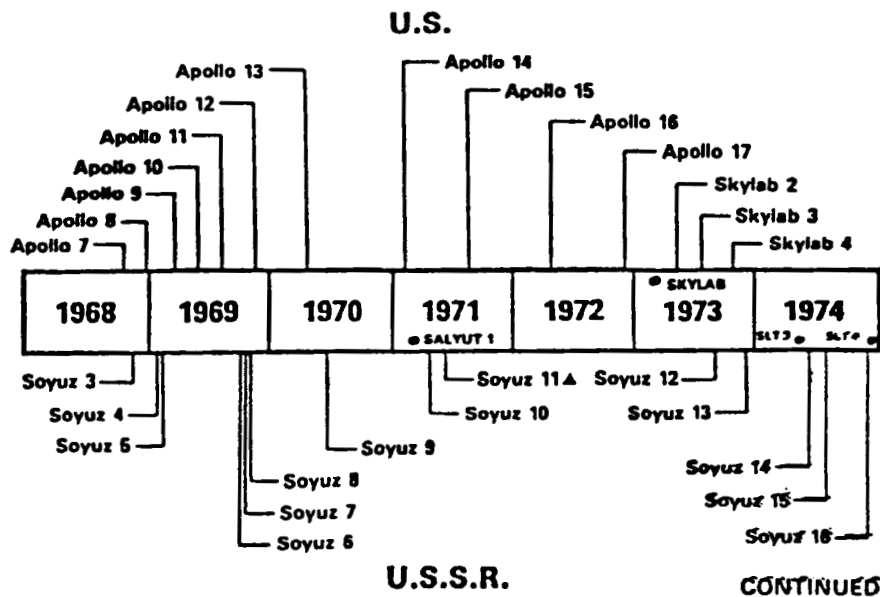 U.S.
Apollo 14
Apollo 13
Apollo 15
Apollo 12
Apollo 16
Apollo 11
Apollo 17
Apollo 10
Skylab 2
Apollo 9
Skylab 3
Apollo 8
Skylab 4
Apollo 7
SKYLAB
1968 1969 1970 1971 1972 1973 1974
SALYUT 1
SLT3 SLT4
Soyuz 3 Soyuz 11▲ Soyuz 12
Soyuz 4 Soyuz 10 Soyuz 13
Soyuz 5 Soyuz 9
Soyuz 14
Soyuz 8
Soyuz 15
Soyuz 7
Soyuz 16
Soyuz 6
U.S.S.R.
CONTINUED